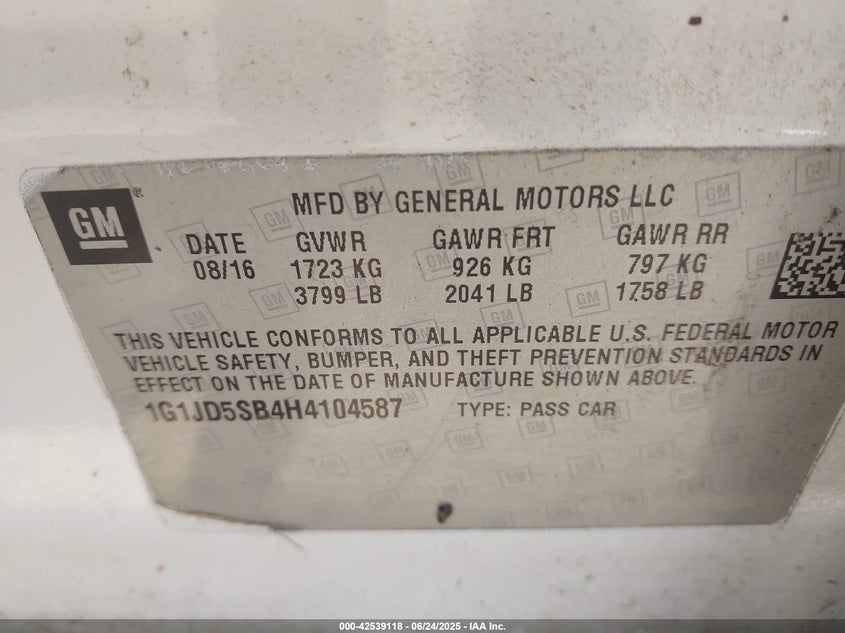 GM
MFD BY GENERAL MOTORS LLC
DATE GVWR GAWR FRT GAWR RR
08/16 1723 KG 926 KG 797 KG
3799 LB 2041 LB 1758 LB
THIS VEHICLE CONFORMS TO ALL APPLICABLE U.S. FEDERAL MOTOR
VEHICLE SAFETY, BUMPER, AND THEFT PREVENTION STANDARDS IN
EFFECT ON THE DATE OF MANUFACTURE SHOWN ABOVE.
1G1JD5SB4H4104587 TYPE: PASS CAR
000-42539118 - 06/24/2025 - IAA Inc.